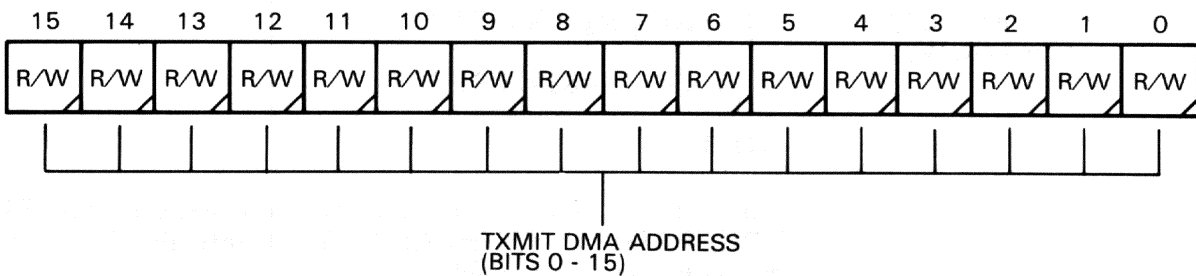 15 14 13 12 11 10 9 8 7 6 5 4 3 2 1 0
R/W R/W R/W R/W R/W R/W R/W R/W R/W R/W R/W R/W R/W R/W R/W R/W
TXMIT DMA ADDRESS
(BITS 0 - 15)